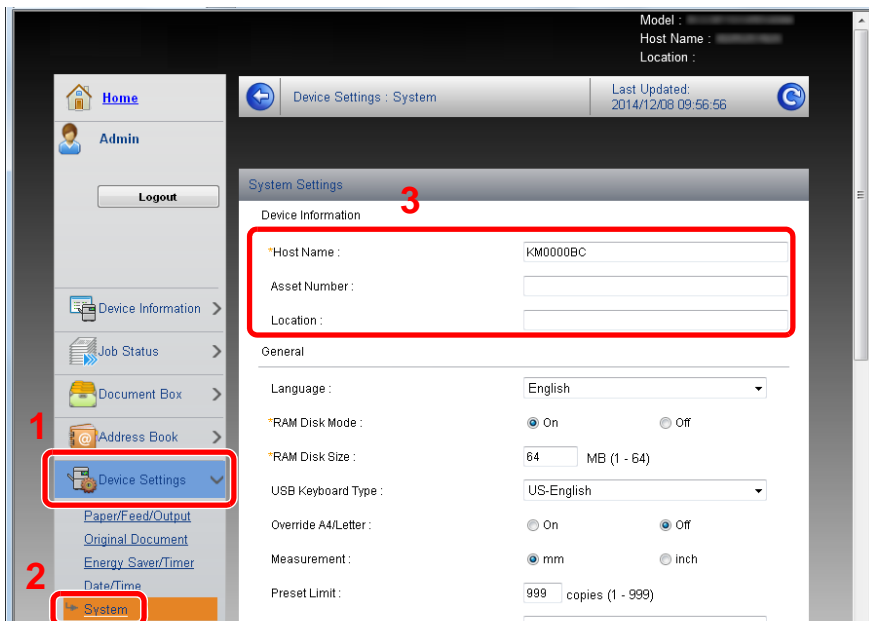 Model :
Host Name :
Location :
Home
Admin
Logout
Device Information
Job Status
Document Box
1
Address Book
Device Settings
Paper/Feed/Output
Original Document
Energy Saver/Timer
2
Date/Time
System
Device Settings : System
Last Updated:
2014/12/08 09:56:56
System Settings
3
Device Information
*Host Name : KM0000BC
Asset Number :
Location :
General
Language : English
*RAM Disk Mode : On Off
*RAM Disk Size : 64 MB (1 - 64)
USB Keyboard Type : US-English
Override A4/Letter : On Off
Measurement : mm inch
Preset Limit : 999 copies (1 - 999)